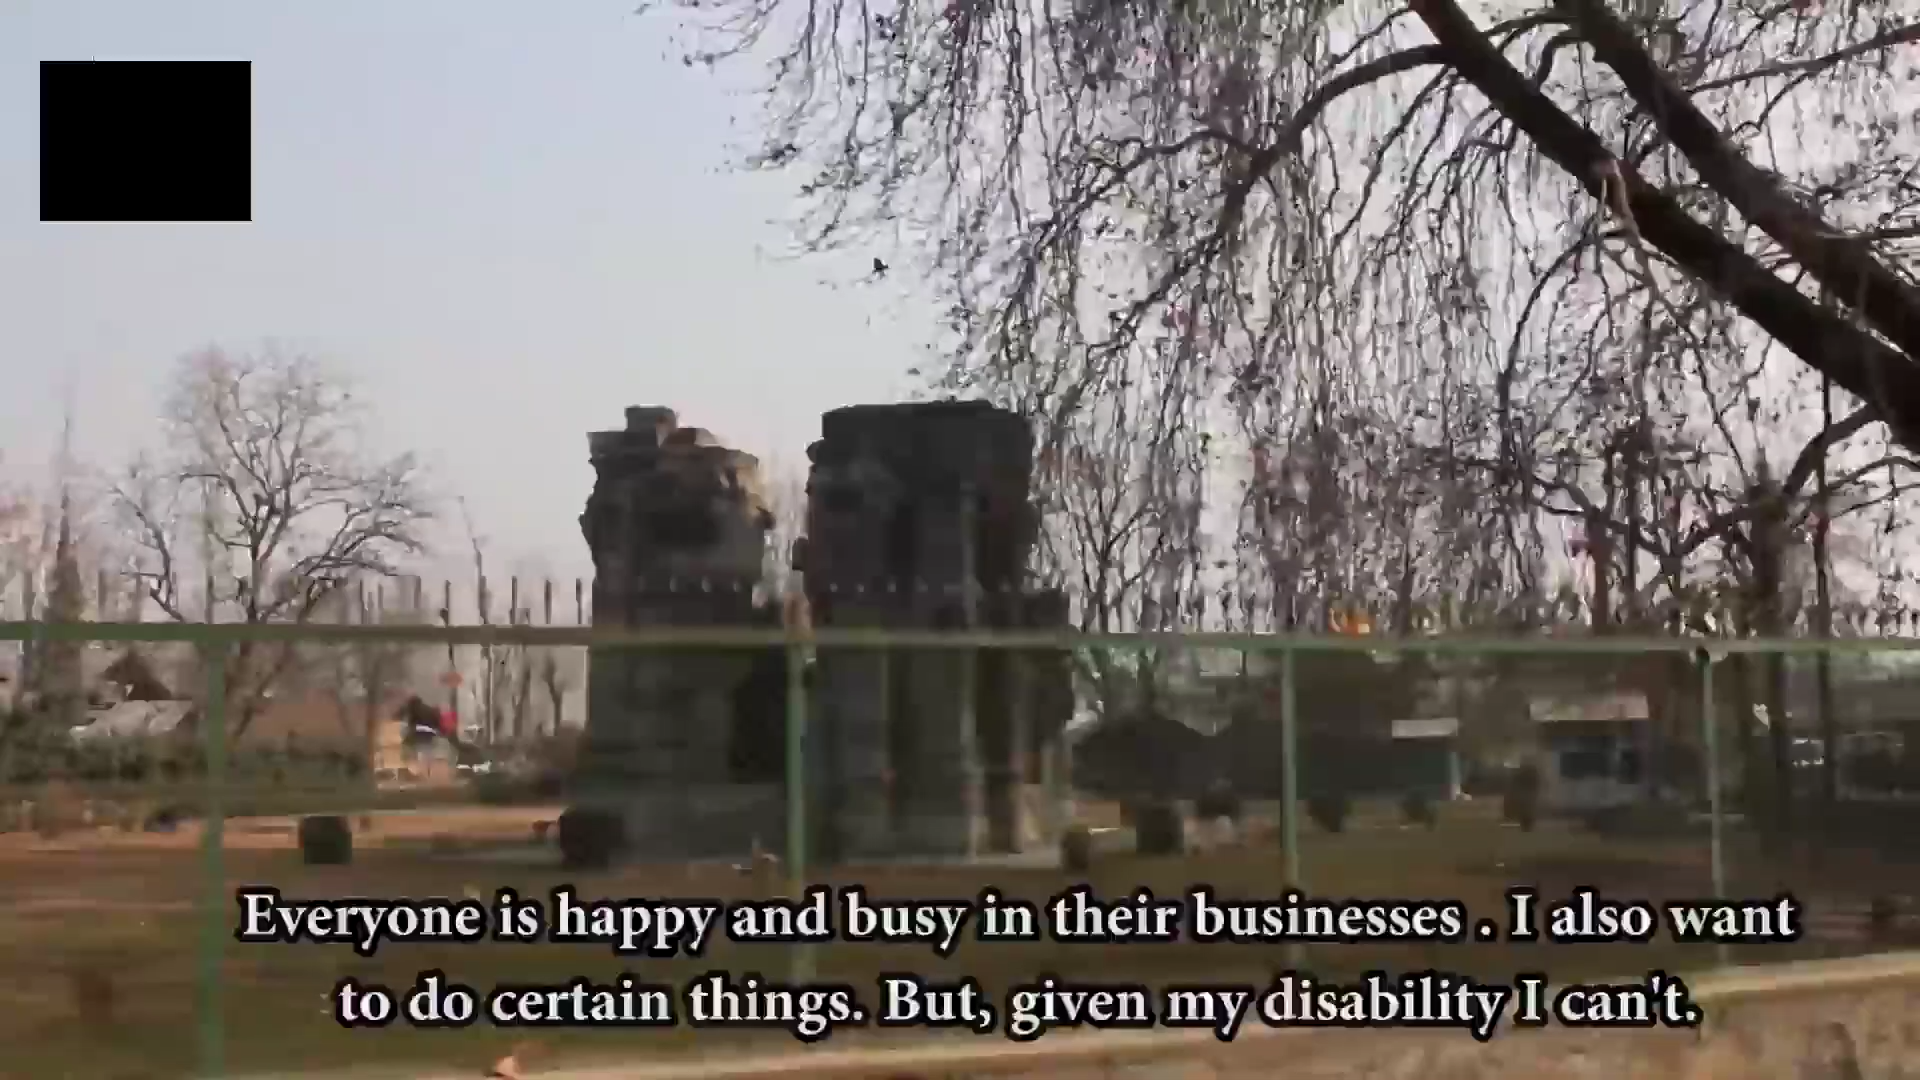 Everyone is happy and busy in their businesses . I also want
to do certain things. But, given my disability I can't.